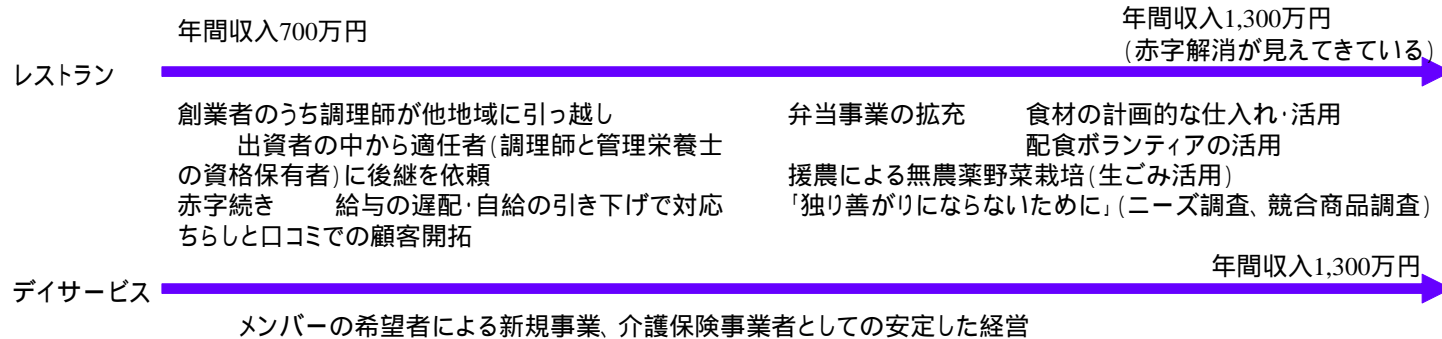 年間収入700万円
年間収入1,300万円
(赤字解消が見えてきている)
レストラン
創業者のうち調理師が他地域に引っ越し
出資者の中から適任者(調理師と管理栄養士
の資格保有者)に後継を依頼
赤字続き　給与の遅配・自給の引き下げで対応
ちらしと口コミでの顧客開拓
弁当事業の拡充　食材の計画的な仕入れ・活用
配食ボランティアの活用
援農による無農薬野菜栽培(生ごみ活用)
「独り善がりにならないために」(ニーズ調査、競合商品調査)
年間収入1,300万円
デイサービス
メンバーの希望者による新規事業、介護保険事業者としての安定した経営